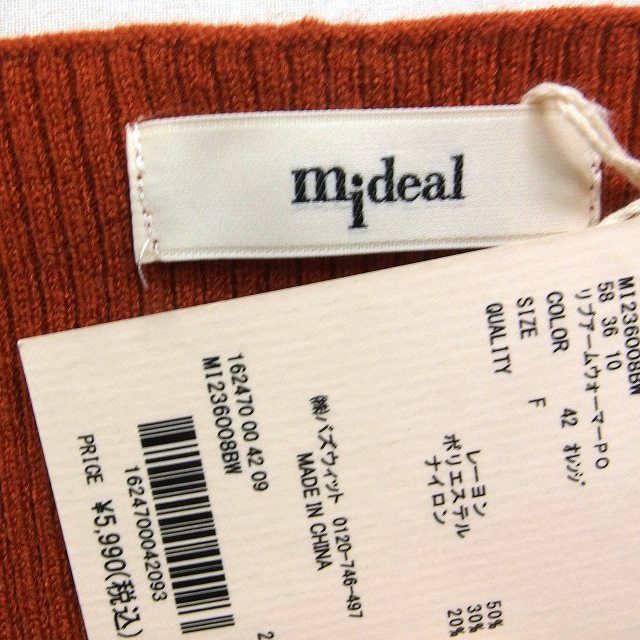 mideal
MI236008BW
58 36 10
リブアームウォーマーPO
COLOR 42 オレンジ
SIZE F
QUALITY
レーヨン 50%
ポリエステル 30%
ナイロン 20%
㈱バズウィット 0120-746-497
MADE IN CHINA
162470 00 42 09
MI236008BW
1624700042093
PRICE ¥5,990(税込)